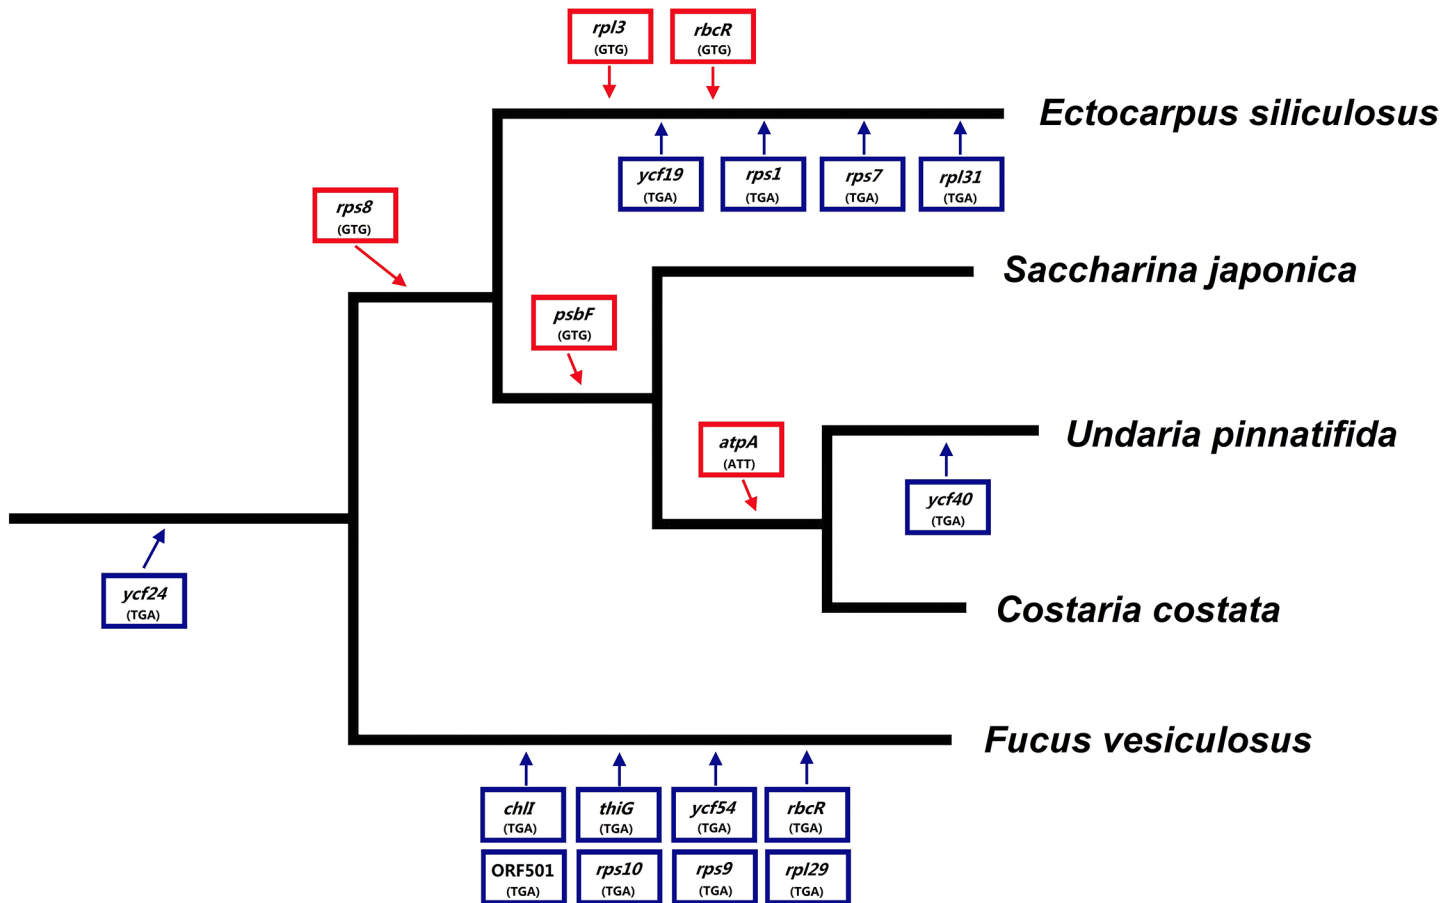 rpl3
(GTG)
rbcR
(GTG)
Ectocarpus siliculosus
ycf19
(TGA)
rps1
(TGA)
rps7
(TGA)
rpl31
(TGA)
rps8
(GTG)
Saccharina japonica
psbF
(GTG)
atpA
(ATT)
Undaria pinnatifida
ycf40
(TGA)
ycf24
(TGA)
Costaria costata
Fucus vesiculosus
chlI
(TGA)
thiG
(TGA)
ycf54
(TGA)
rbcR
(TGA)
ORF501
(TGA)
rps10
(TGA)
rps9
(TGA)
rpl29
(TGA)